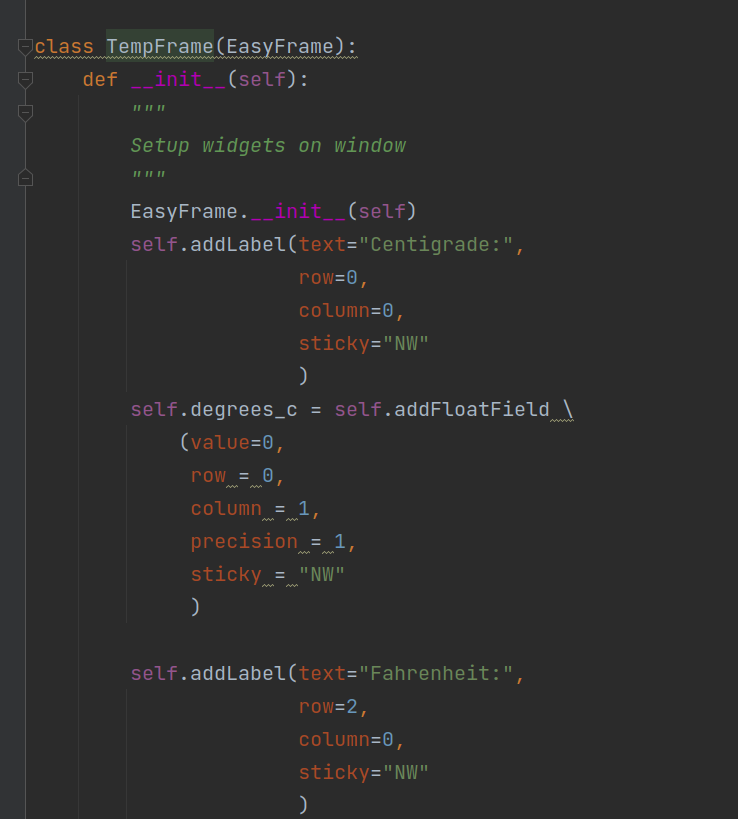 class TempFrame(EasyFrame):
    def __init__(self):
        """
        Setup widgets on window
        """
        EasyFrame.__init__(self)
        self.addLabel(text="Centigrade:",
                      row=0,
                      column=0,
                      sticky="NW"
                      )
        self.degrees_c = self.addFloatField \
            (value=0,
             row = 0,
             column = 1,
             precision = 1,
             sticky = "NW"
             )

        self.addLabel(text="Fahrenheit:",
                      row=2,
                      column=0,
                      sticky="NW"
                      )